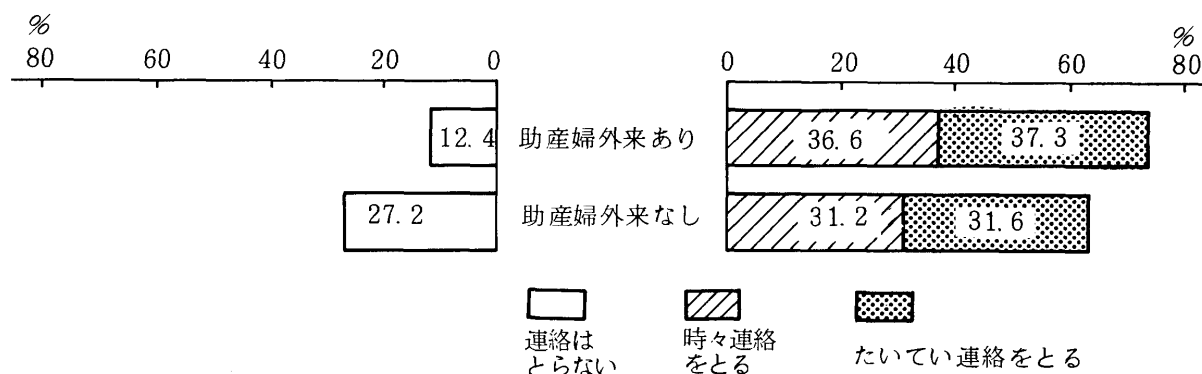 %
80 60 40 20 0
%
0 20 40 60 80
12.4 助産婦外来あり 36.6 37.3
27.2 助産婦外来なし 31.2 31.6
連絡は
とらない
時々連絡
をとる
たいてい連絡をとる